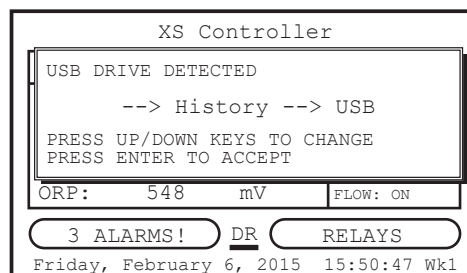 XS Controller
USB DRIVE DETECTED
--> History --> USB
PRESS UP/DOWN KEYS TO CHANGE
PRESS ENTER TO ACCEPT
ORP: 548 mV FLOW: ON
3 ALARMS! DR RELAYS
Friday, February 6, 2015 15:50:47 Wk1